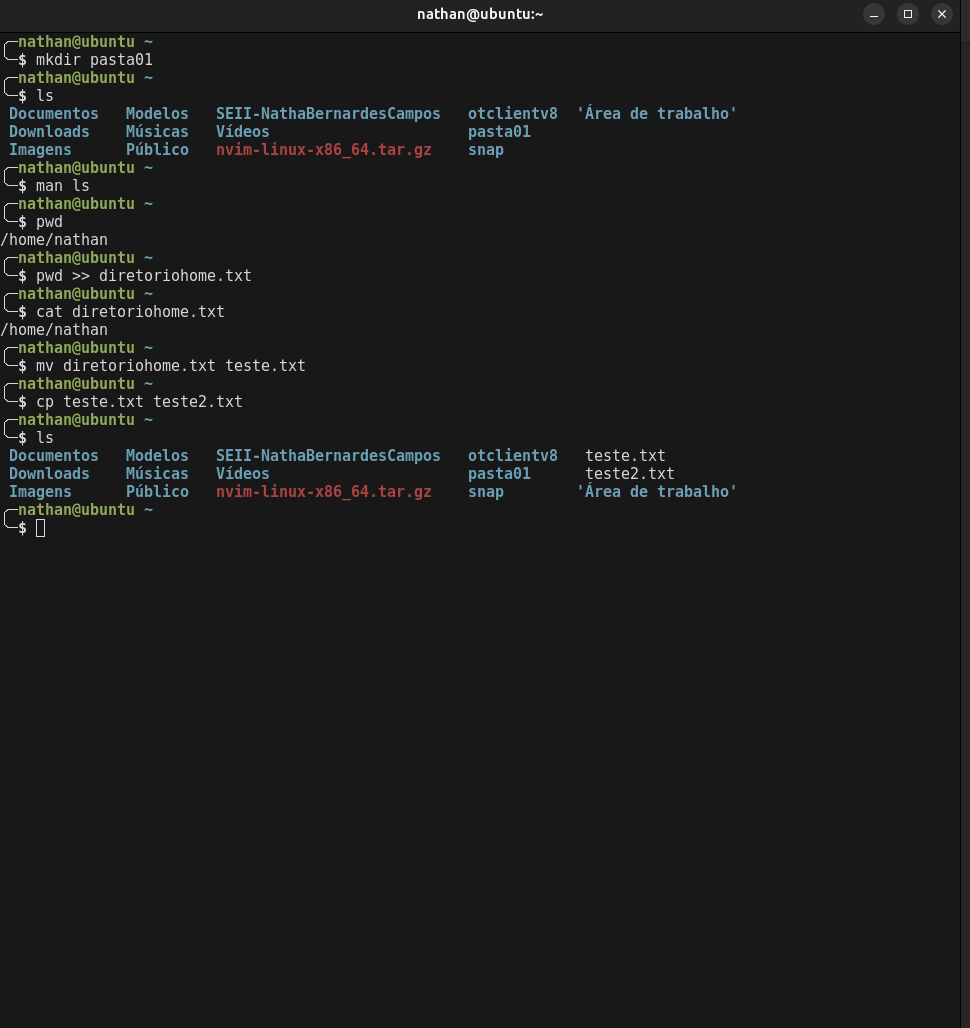 nathan@ubuntu:~
nathan@ubuntu ~
$ mkdir pasta01
nathan@ubuntu ~
$ ls
Documentos Modelos SEII-NathaBernardesCampos otclientv8 'Área de trabalho'
Downloads Músicas Vídeos pasta01
Imagens Público nvim-linux-x86_64.tar.gz snap
nathan@ubuntu ~
$ man ls
nathan@ubuntu ~
$ pwd
/home/nathan
nathan@ubuntu ~
$ pwd >> diretoriohome.txt
nathan@ubuntu ~
$ cat diretoriohome.txt
/home/nathan
nathan@ubuntu ~
$ mv diretoriohome.txt teste.txt
nathan@ubuntu ~
$ cp teste.txt teste2.txt
nathan@ubuntu ~
$ ls
Documentos Modelos SEII-NathaBernardesCampos otclientv8 teste.txt
Downloads Músicas Vídeos pasta01 teste2.txt
Imagens Público nvim-linux-x86_64.tar.gz snap 'Área de trabalho'
nathan@ubuntu ~
$